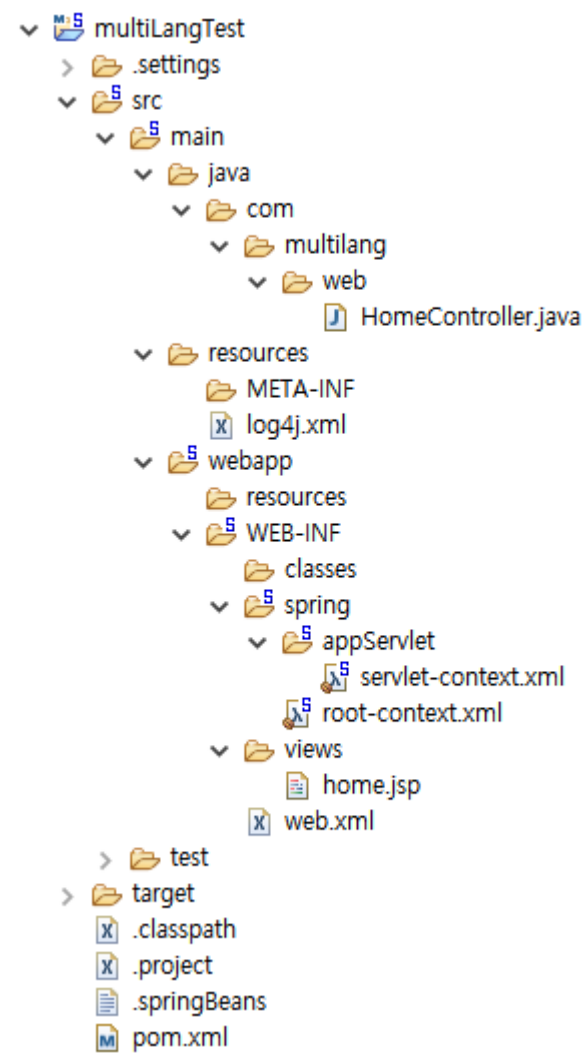 multiLangTest
.settings
src
main
java
com
multilang
web
HomeController.java
resources
META-INF
log4j.xml
webapp
resources
WEB-INF
classes
spring
appServlet
servlet-context.xml
root-context.xml
views
home.jsp
web.xml
test
target
.classpath
.project
.springBeans
pom.xml